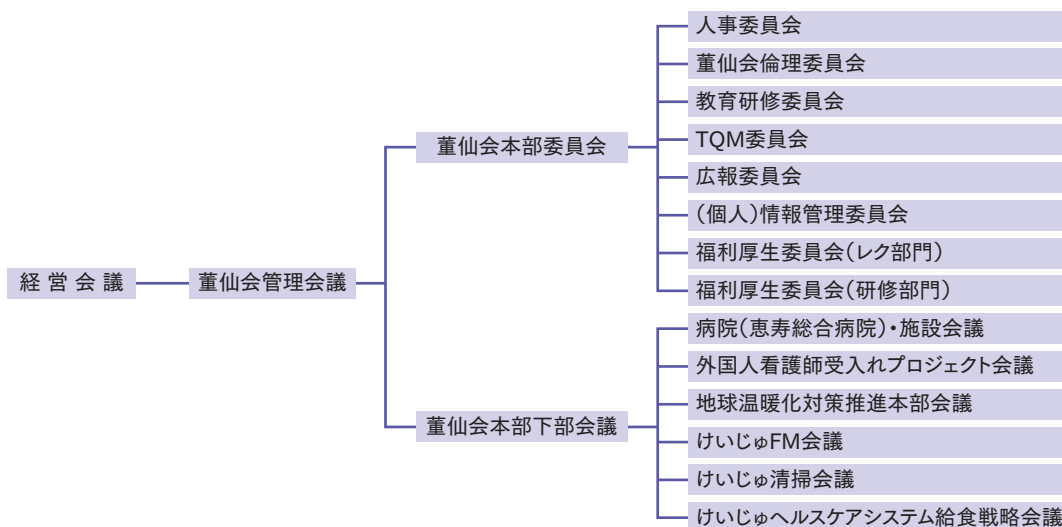 経営会議
董仙会管理会議
董仙会本部委員会
人事委員会
董仙会倫理委員会
教育研修委員会
TQM委員会
広報委員会
（個人）情報管理委員会
福利厚生委員会（レク部門）
福利厚生委員会（研修部門）
董仙会本部下部会議
病院（恵寿総合病院）・施設会議
外国人看護師受入れプロジェクト会議
地球温暖化対策推進本部会議
けいじゅFM会議
けいじゅ清掃会議
けいじゅヘルスケアシステム給食戦略会議